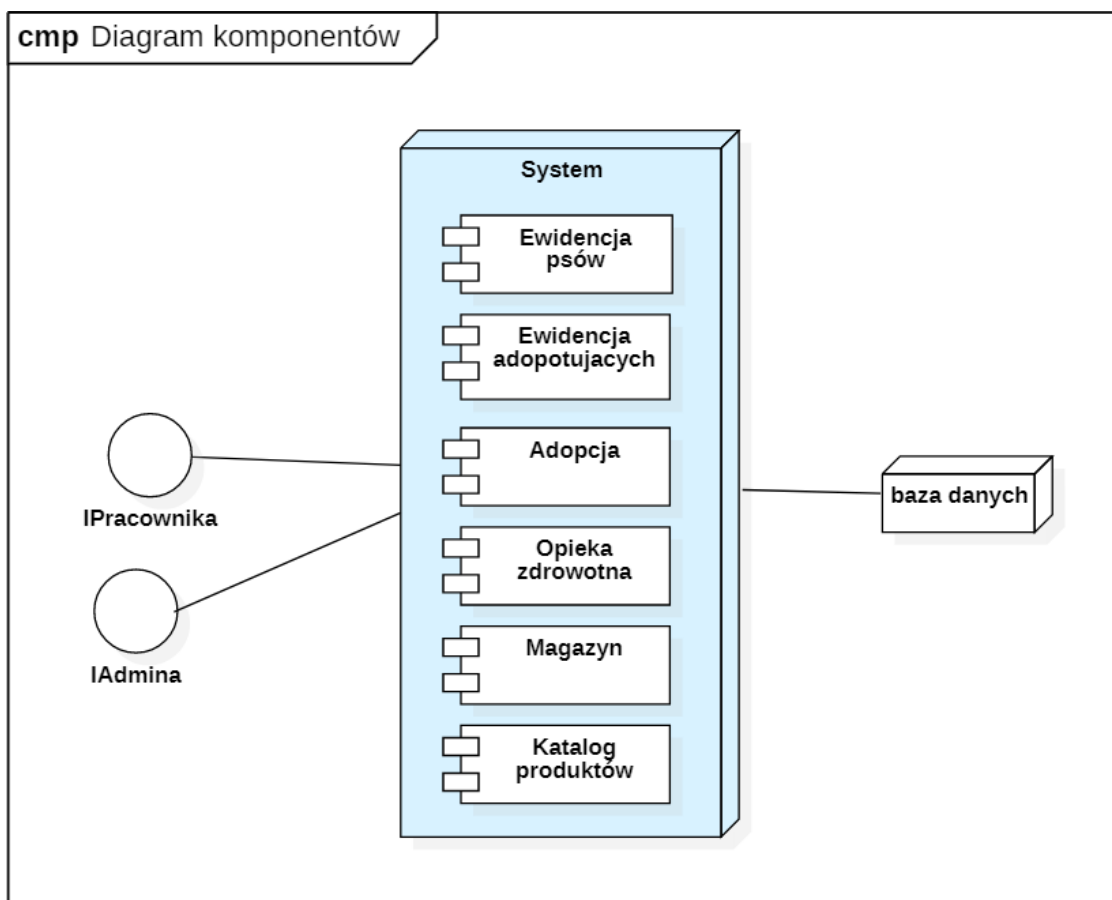 cmp Diagram komponentów
System
Ewidencja
psów
Ewidencja
adopotujacych
Adopcja
Opieka
zdrowotna
Magazyn
Katalog
produktów
IPracownika
IAdmina
baza danych